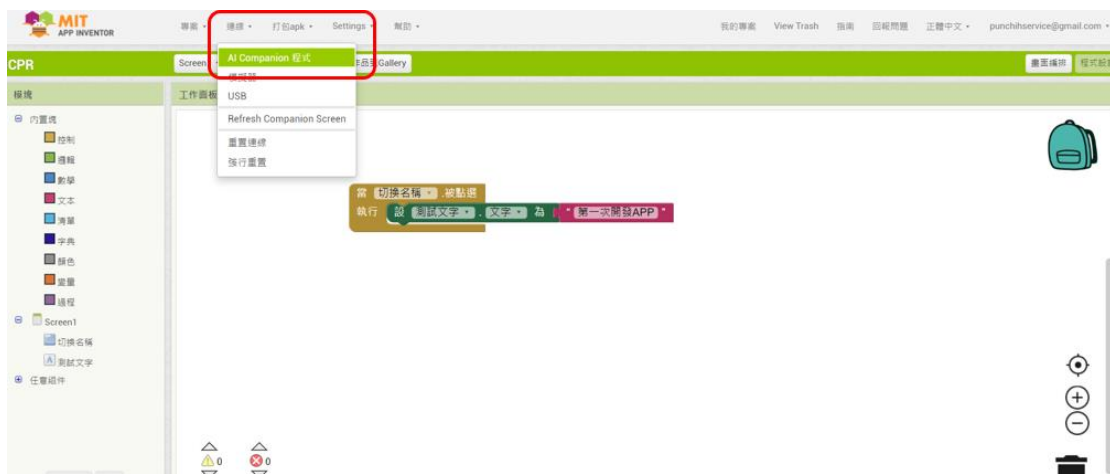 MIT
APP INVENTOR
專案 連線 打包apk Settings 幫助
我的專案 View Trash 指南 回報問題 正體中文 punchihservice@gmail.com
CPR
Screen
Gallery
畫面編排 程式設
模塊
工作面板
AI Companion 程式
模擬器
USB
Refresh Companion Screen
重置連線
強行重置
內置塊
控制
邏輯
數學
文本
清單
字典
顏色
變量
過程
Screen1
切換名稱
測試文字
任意組件
當 切換名稱 .被點選
執行 設 測試文字 . 文字 為 " 第一次開發APP "
0 0